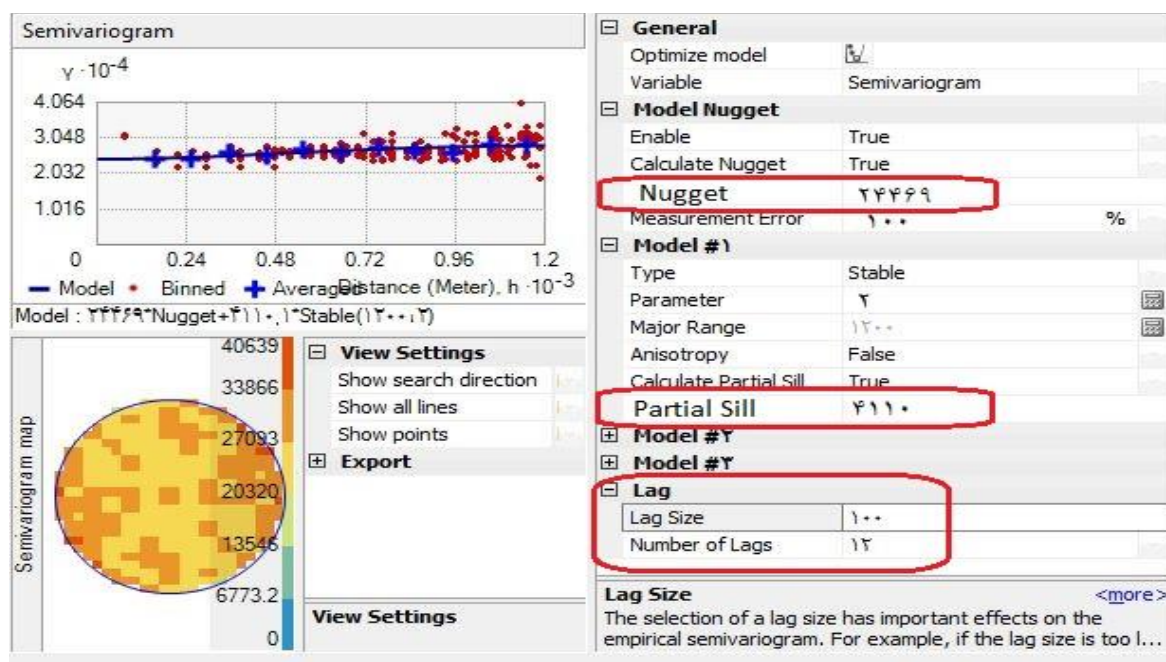 Semivariogram
γ ·10⁻⁴
4.064
3.048
2.032
1.016
0 0.24 0.48 0.72 0.96 1.2
Distance (Meter), h ·10⁻³
Model Binned Averaged
Model : ۲۴۴۶۹*Nugget+۴۱۱۰,۱*Stable(۱۲۰۰,۲)
Semivariogram map
40639
33866
27093
20320
13546
6773.2
0
View Settings
Show search direction
Show all lines
Show points
Export
View Settings
General
Optimize model
Variable Semivariogram
Model Nugget
Enable True
Calculate Nugget True
Nugget ۲۴۴۶۹
Measurement Error ۱۰۰ %
Model #۱
Type Stable
Parameter ۲
Major Range ۱۲۰۰
Anisotropy False
Calculate Partial Sill True
Partial Sill ۴۱۱۰
Model #۲
Model #۳
Lag
Lag Size ۱۰۰
Number of Lags ۱۲
Lag Size <more>
The selection of a lag size has important effects on the
empirical semivariogram. For example, if the lag size is too l...